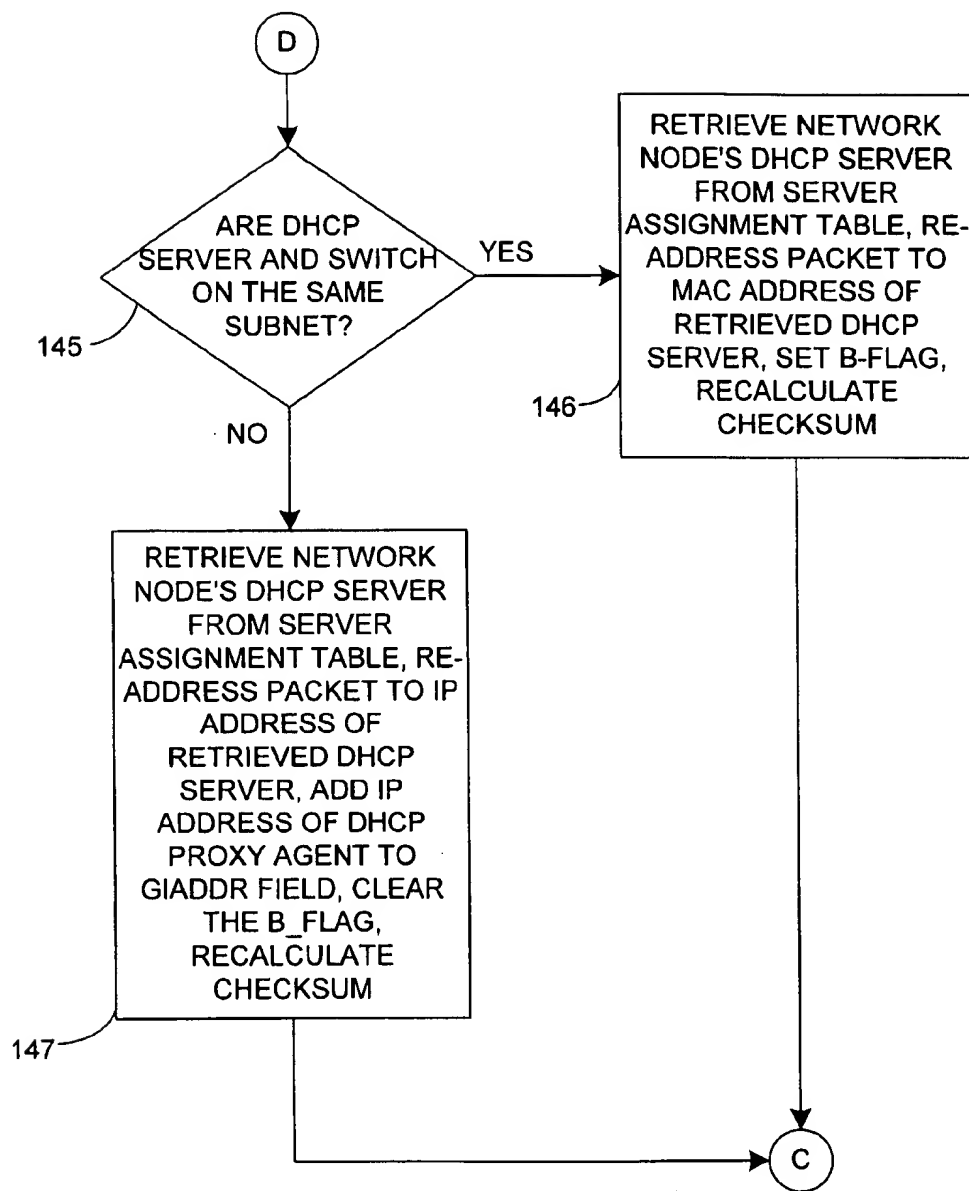 D
ARE DHCP
SERVER AND SWITCH
ON THE SAME
SUBNET?
145
YES
NO
RETRIEVE NETWORK
NODE'S DHCP SERVER
FROM SERVER
ASSIGNMENT TABLE, RE-
ADDRESS PACKET TO
MAC ADDRESS OF
RETRIEVED DHCP
SERVER, SET B-FLAG,
RECALCULATE
CHECKSUM
146
RETRIEVE NETWORK
NODE'S DHCP SERVER
FROM SERVER
ASSIGNMENT TABLE, RE-
ADDRESS PACKET TO IP
ADDRESS OF
RETRIEVED DHCP
SERVER, ADD IP
ADDRESS OF DHCP
PROXY AGENT TO
GIADDR FIELD, CLEAR
THE B_FLAG,
RECALCULATE
CHECKSUM
147
C